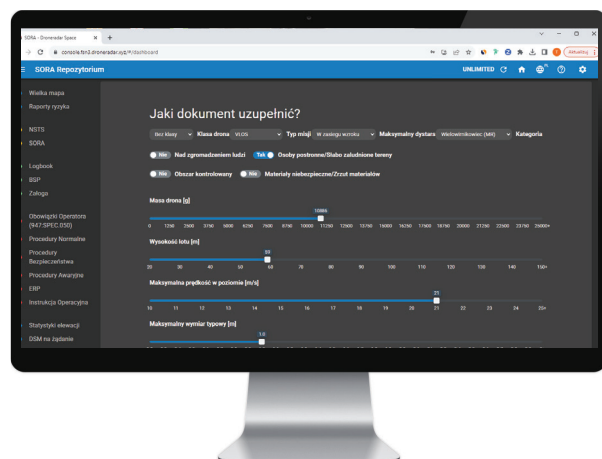 SORA - Droneradar Space
console.fsn3.droneradar.xyz/#/dashboard
Aktualizuj
SORA Repozytorium
UNLIMITED
Wielka mapa
Raporty ryzyka
NSTS
SORA
Logbook
BSP
Załoga
Obowiązki Operatora
(947:SPEC.050)
Procedury Normalne
Procedury
Bezpieczeństwa
Procedury Awaryjne
ERP
Instrukcja Operacyjna
Statystyki elewacji
DSM na żądanie
Jaki dokument uzupełnić?
Bez klasy Klasa drona VLOS Typ misji W zasięgu wzroku Maksymalny dystans Wielowirnikowiec (MR) Kategoria
Nie Nad zgromadzeniem ludzi Tak Osoby postronne/Słabo zaludnione tereny
Nie Obszar kontrolowany Nie Materiały niebezpieczne/Zrzut materiałów
Masa drona [g]
0 1250 2500 3750 5000 6250 7500 8750 10000 11250 12500 13750 15000 16250 17500 18750 20000 21250 22500 23750 25000+
Wysokość lotu [m]
20 30 40 50 60 70 80 90 100 110 120 130 140 150+
Maksymalna prędkość w poziomie [m/s]
21
10 11 12 13 14 15 16 17 18 19 20 21 22 23 24 25+
Maksymalny wymiar typowy [m]
1.0